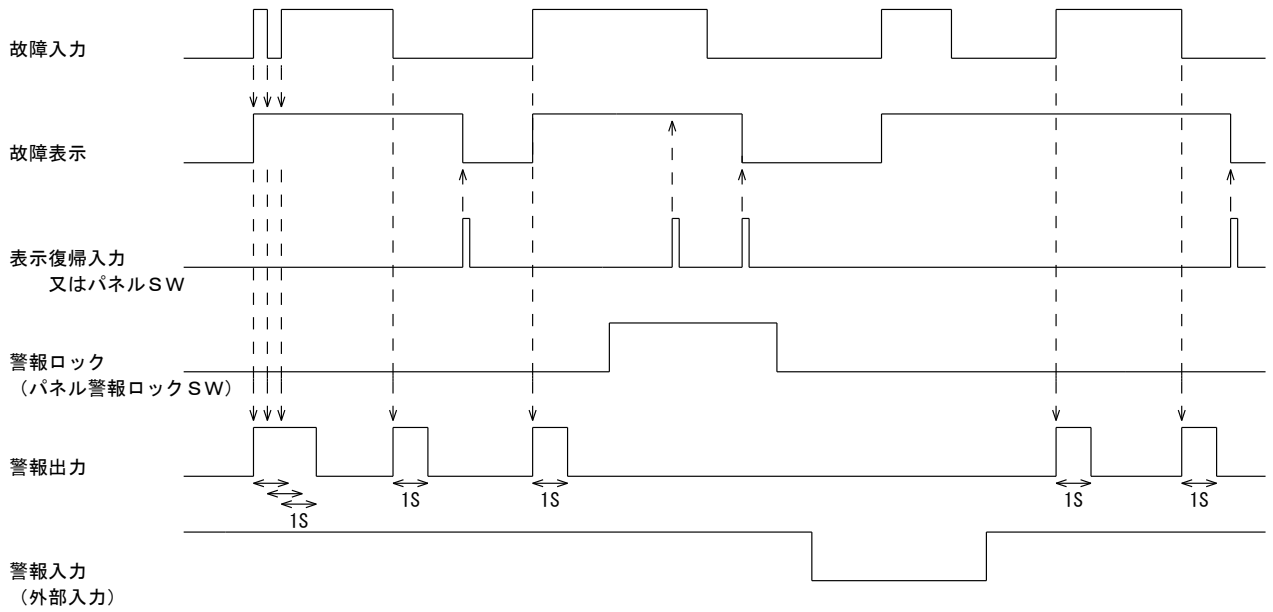 故障入力
故障表示
表示復帰入力
又はパネルＳＷ
警報ロック
（パネル警報ロックＳＷ）
警報出力
1S
1S
1S
1S
1S
警報入力
（外部入力）